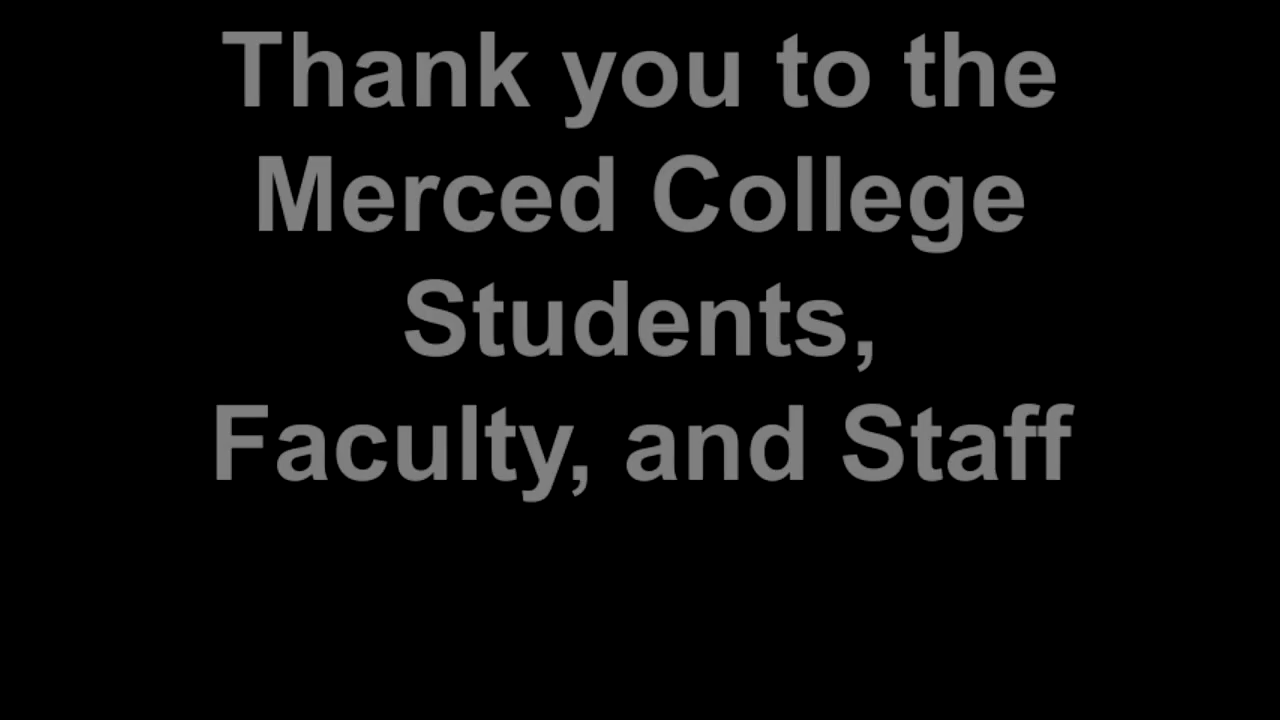 Thank you to the
Merced College
Students,
Faculty, and Staff